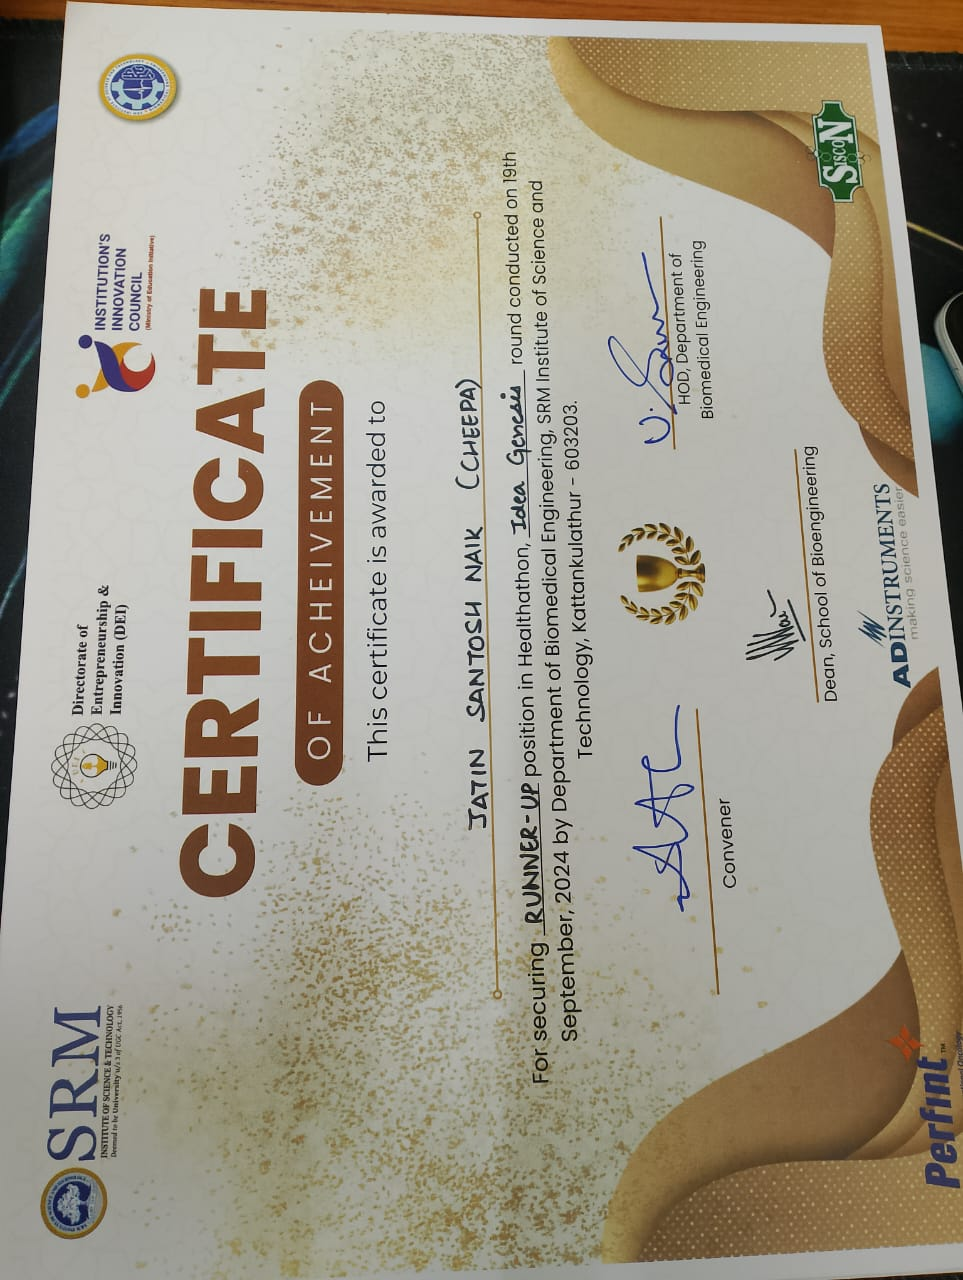 SRM
INSTITUTE OF SCIENCE & TECHNOLOGY
Deemed to be University u/s 3 of UGC Act, 1956
Directorate of
Entrepreneurship &
Innovation (DEI)
INSTITUTION'S
INNOVATION
COUNCIL
(Ministry of Education Initiative)
CERTIFICATE
OF ACHEIVEMENT
This certificate is awarded to
JATIN SANTOSH NAIK (CHEEPA)
For securing RUNNER-UP position in Healthathon, Idea Genesis round conducted on 19th
September, 2024 by Department of Biomedical Engineering, SRM Institute of Science and
Technology, Kattankulathur - 603203.
Convener
Dean, School of Bioengineering
HOD, Department of
Biomedical Engineering
Perfint™
ADINSTRUMENTS
making science easier
SISCON